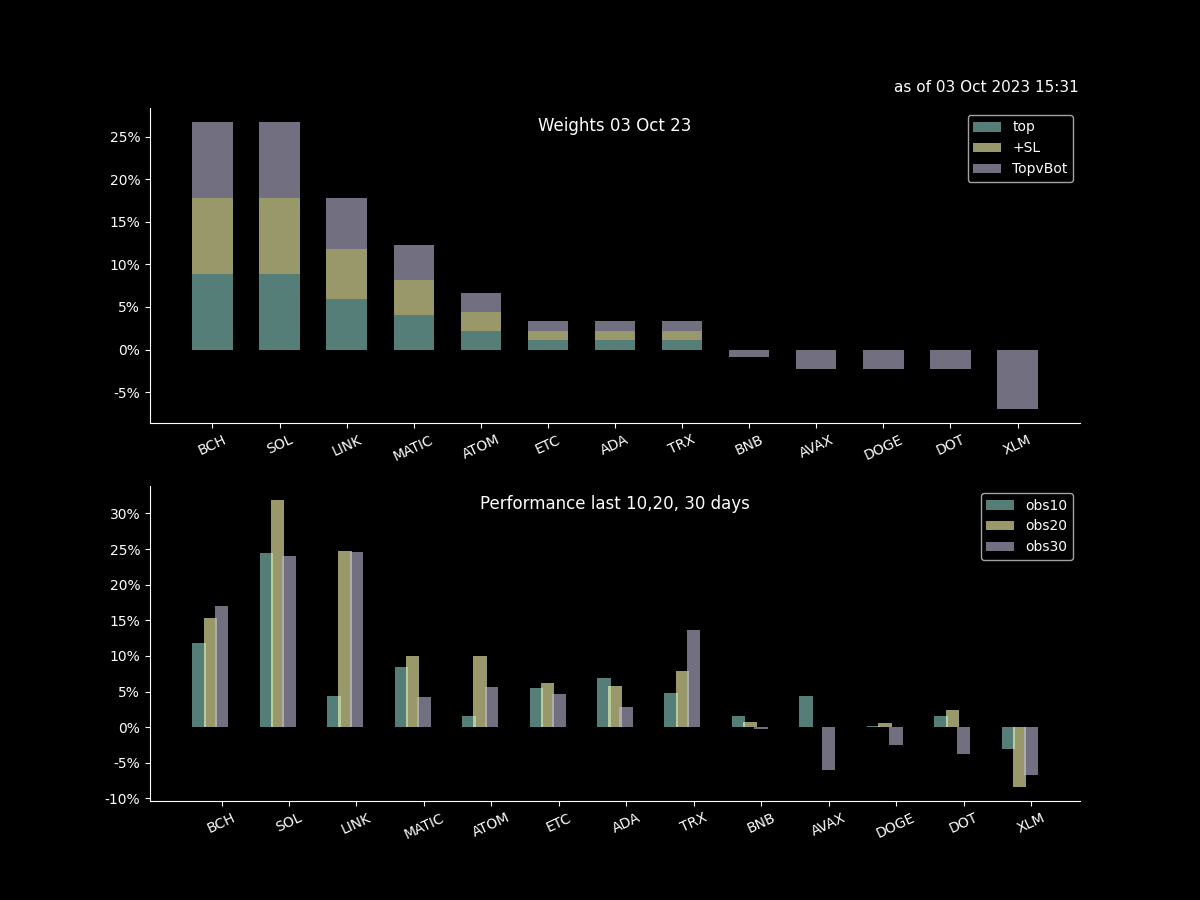 as of 03 Oct 2023 15:31
Weights 03 Oct 23
top
+SL
TopvBot
25%
20%
15%
10%
5%
0%
-5%
BCH SOL LINK MATIC ATOM ETC ADA TRX BNB AVAX DOGE DOT XLM
Performance last 10,20, 30 days
obs10
obs20
obs30
30%
25%
20%
15%
10%
5%
0%
-5%
-10%
BCH SOL LINK MATIC ATOM ETC ADA TRX BNB AVAX DOGE DOT XLM